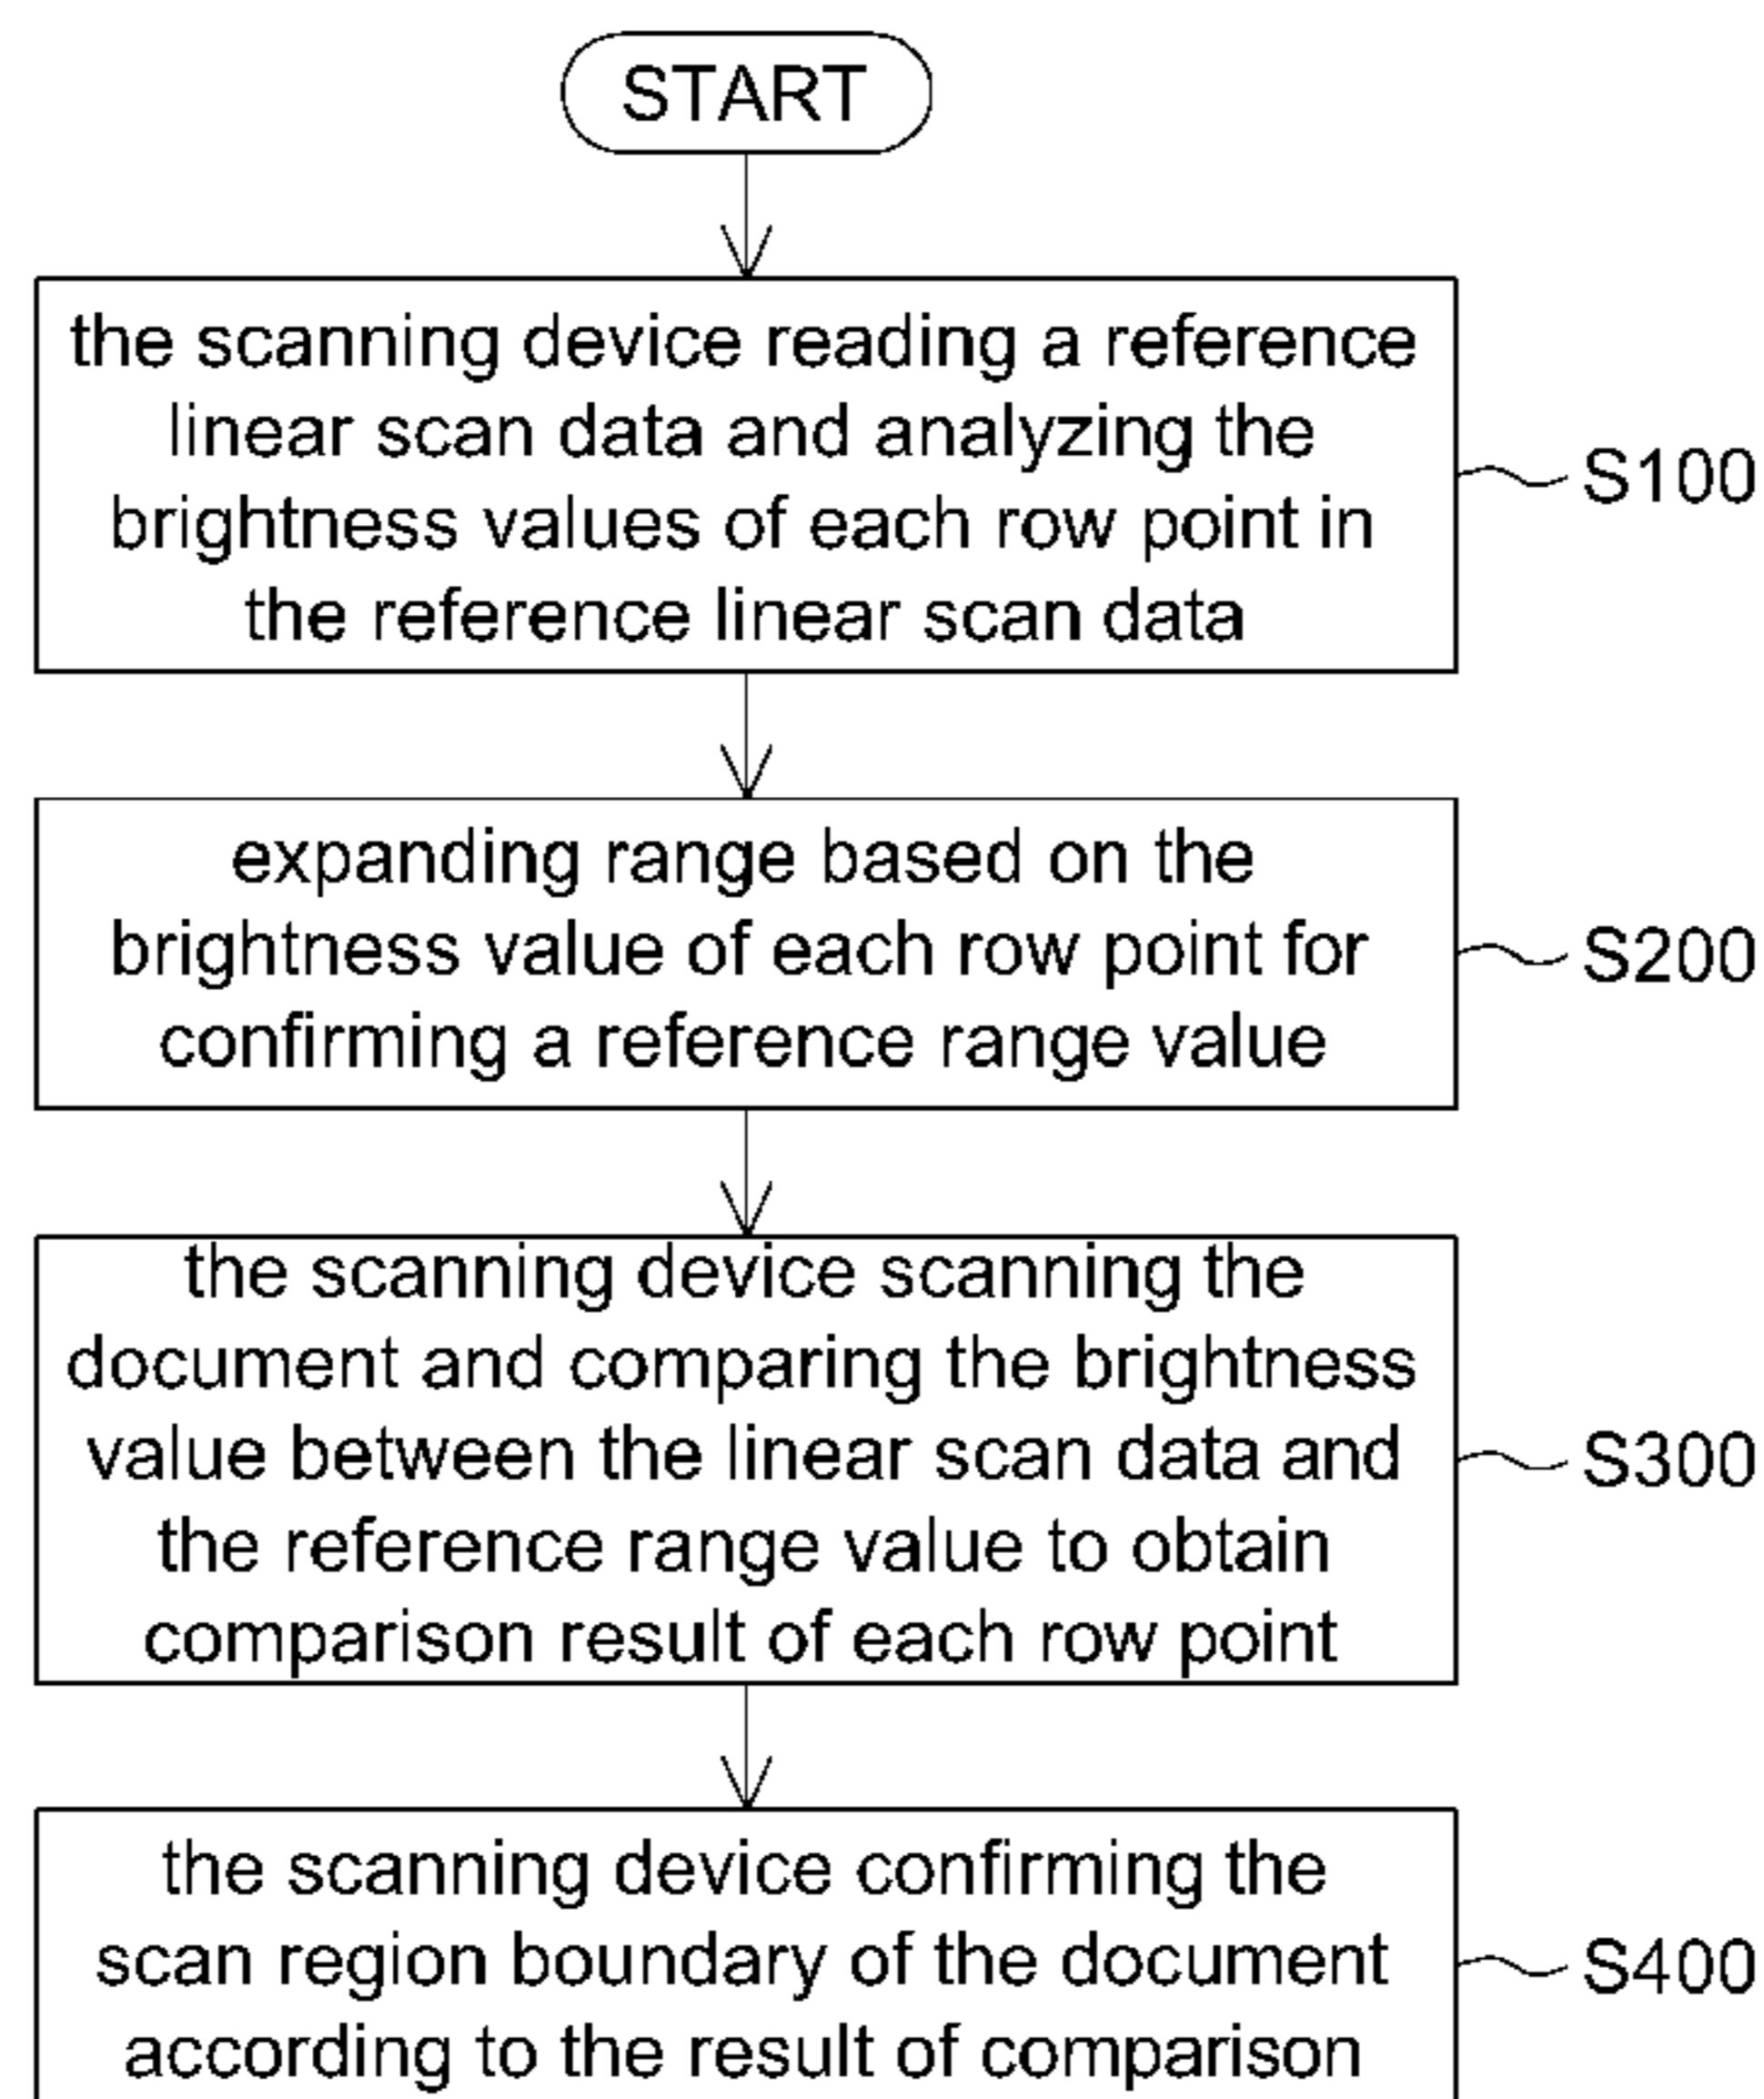 START
the scanning device reading a reference
linear scan data and analyzing the
brightness values of each row point in
the reference linear scan data
S100
expanding range based on the
brightness value of each row point for
confirming a reference range value
S200
the scanning device scanning the
document and comparing the brightness
value between the linear scan data and
the reference range value to obtain
comparison result of each row point
S300
the scanning device confirming the
scan region boundary of the document
according to the result of comparison
S400